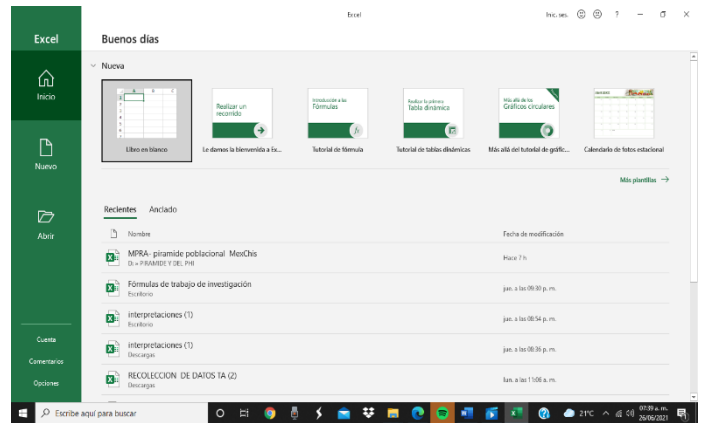 Excel
Inic. ses.
?
Excel
Buenos días
Inicio
Nuevo
Abrir
Cuenta
Comentarios
Opciones
Nueva
A B C
Realizar un
recorrido
Introducción a las
Fórmulas
fx
Realizar la primera
Tabla dinámica
Más allá de los
Gráficos circulares
Libro en blanco
Le damos la bienvenida a Ex...
Tutorial de fórmula
Tutorial de tablas dinámicas
Más allá del tutorial de gráfic...
Calendario de fotos estacional
Más plantillas
Recientes Anclado
Nombre Fecha de modificación
MPRA- piramide poblacional MexChis
D: » PIRAMIDE Y DEL PHI
Hace 7 h
Fórmulas de trabajo de investigación
Escritorio
jue. a las 09:30 p. m.
interpretaciones (1)
Escritorio
jue. a las 08:54 p. m.
interpretaciones (1)
Descargas
jue. a las 08:36 p. m.
RECOLECCION DE DATOS TA (2)
Descargas
lun. a las 11:06 a. m.
Escribe aquí para buscar
21°C
07:39 a. m.
26/06/2021